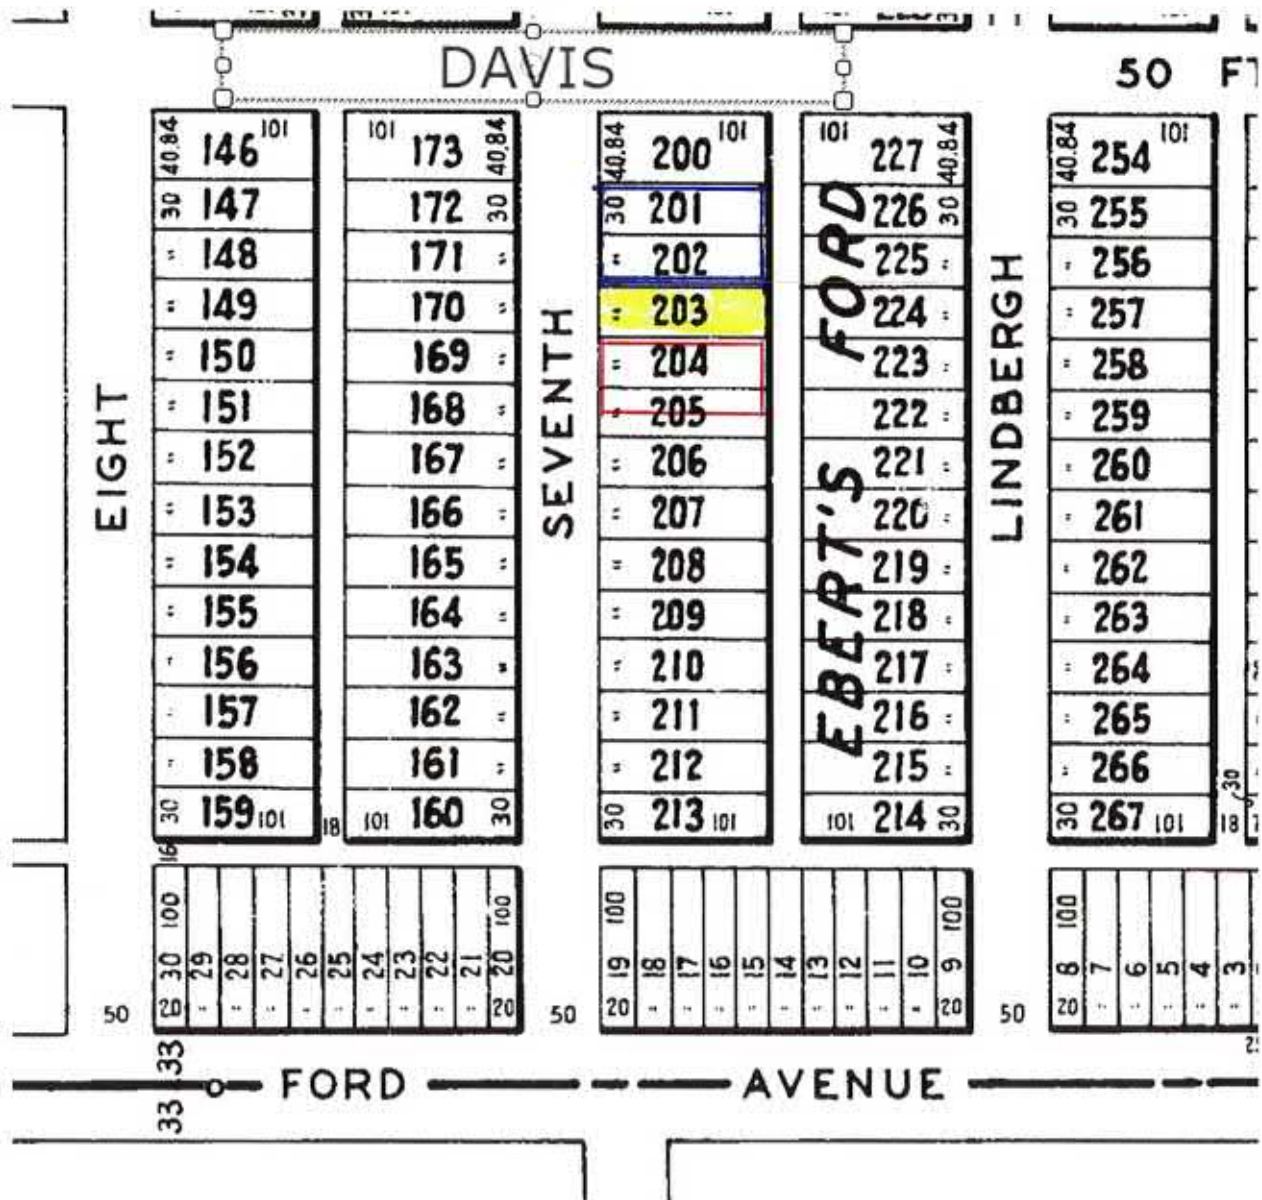 DAVIS
50 FT
101 101 101 101 101
40.84 146 173 40.84 40.84 200 227 40.84 40.84 254
30 147 172 30 30 201 226 30 30 255
" 148 171 " " 202 225 " " 256
" 149 170 " " 203 224 " " 257
" 150 169 " " 204 223 " " 258
" 151 168 " " 205 222 " " 259
" 152 167 " " 206 221 " " 260
" 153 166 " " 207 220 " " 261
" 154 165 " " 208 219 " " 262
" 155 164 " " 209 218 " " 263
" 156 163 " " 210 217 " " 264
" 157 162 " " 211 216 " " 265
" 158 161 " " 212 215 " " 266
30 159 101 18 101 160 30 30 213 101 101 214 30 30 267 101 18
30
EIGHT
SEVENTH
EBERT'S FORD
LINDBERGH
16
100 100 100 100 100
30 29 28 27 26 25 24 23 22 21 20 19 18 17 16 15 14 13 12 11 10 9 8 7 6 5 4 3
50 20 " " " " " " " " " 20 50 20 " " " " " " " " " 20 50 20 " " " " "
33
FORD AVENUE
33